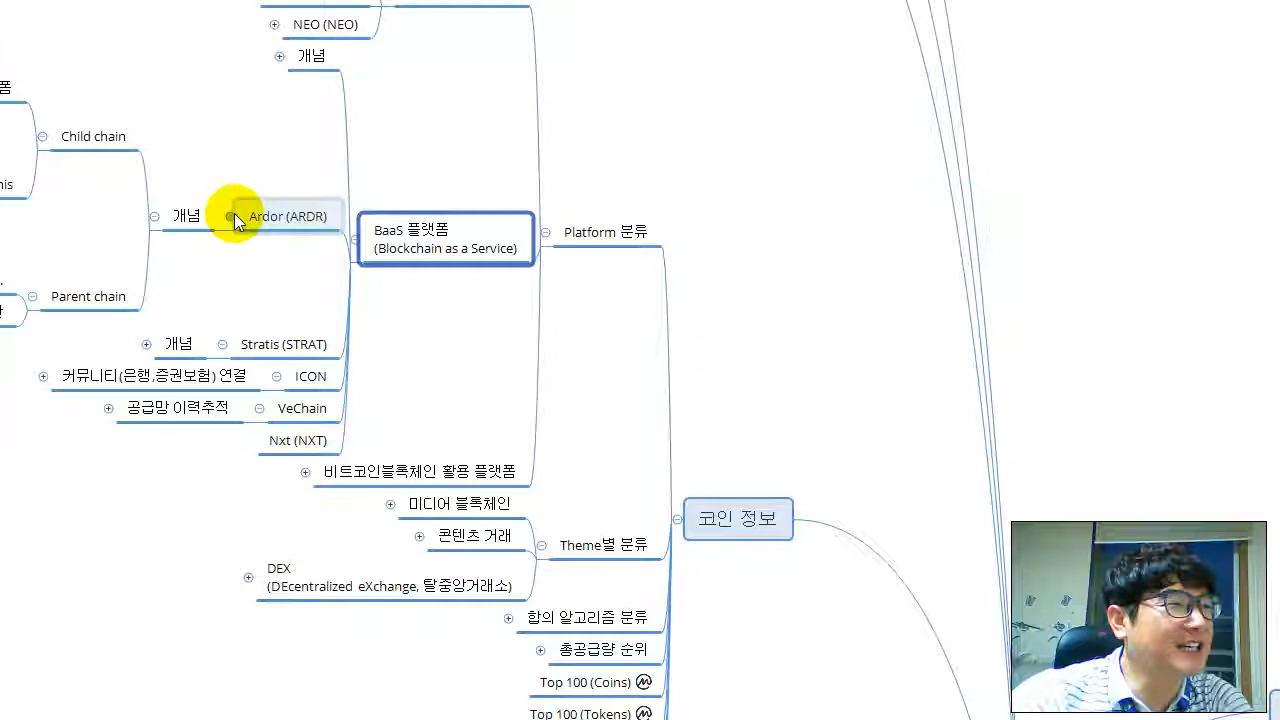 NEO (NEO)
개념
폼
Child chain
his
개념
Ardor (ARDR)
BaaS 플랫폼
(Blockchain as a Service)
Platform 분류
Parent chain
개념
Stratis (STRAT)
커뮤니티(은행,증권보험) 연결
ICON
공급망 이력추적
VeChain
Nxt (NXT)
비트코인블록체인 활용 플랫폼
미디어 블록체인
콘텐츠 거래
Theme별 분류
DEX
(DEcentralized eXchange, 탈중앙거래소)
코인 정보
합의 알고리즘 분류
총공급량 순위
Top 100 (Coins)
Top 100 (Tokens)